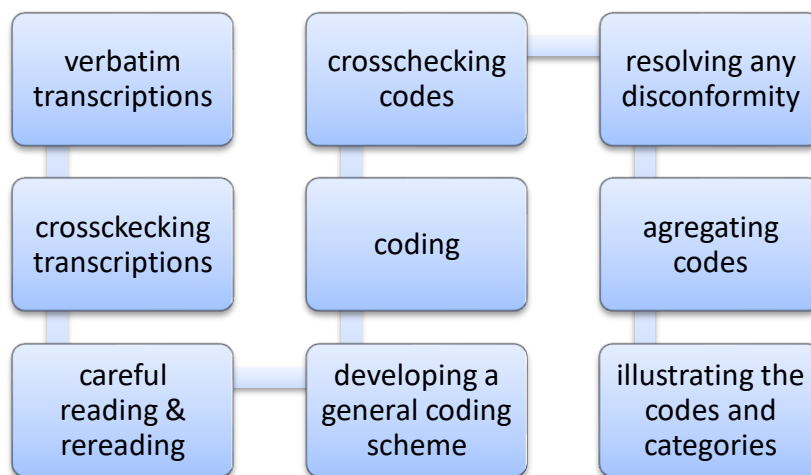 verbatim
transcriptions
crossckecking
transcriptions
careful
reading &
rereading
developing a
general coding
scheme
coding
crosschecking
codes
resolving any
disconformity
agregating
codes
illustrating the
codes and
categories